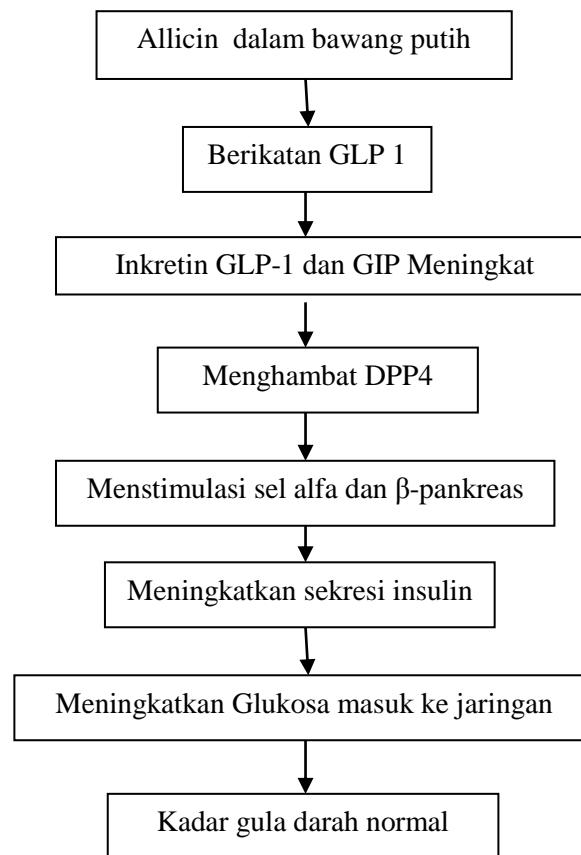 Allicin dalam bawang putih
Berikatan GLP 1
Inkretin GLP-1 dan GIP Meningkat
Menghambat DPP4
Menstimulasi sel alfa dan β-pankreas
Meningkatkan sekresi insulin
Meningkatkan Glukosa masuk ke jaringan
Kadar gula darah normal